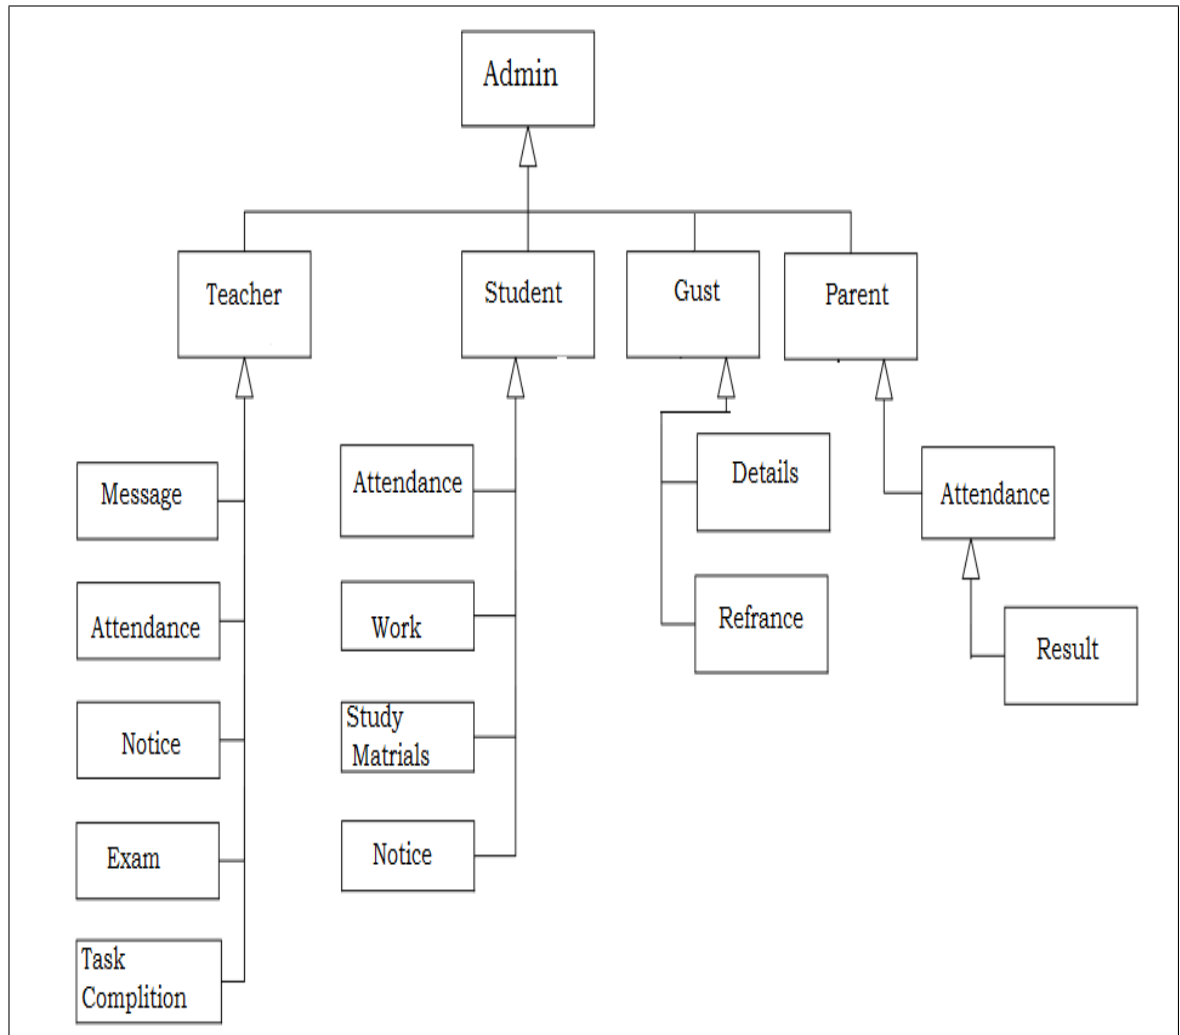 Admin
Teacher
Student
Gust
Parent
Message
Attendance
Notice
Exam
Task
Complition
Attendance
Work
Study
Matrials
Notice
Details
Refrance
Attendance
Result